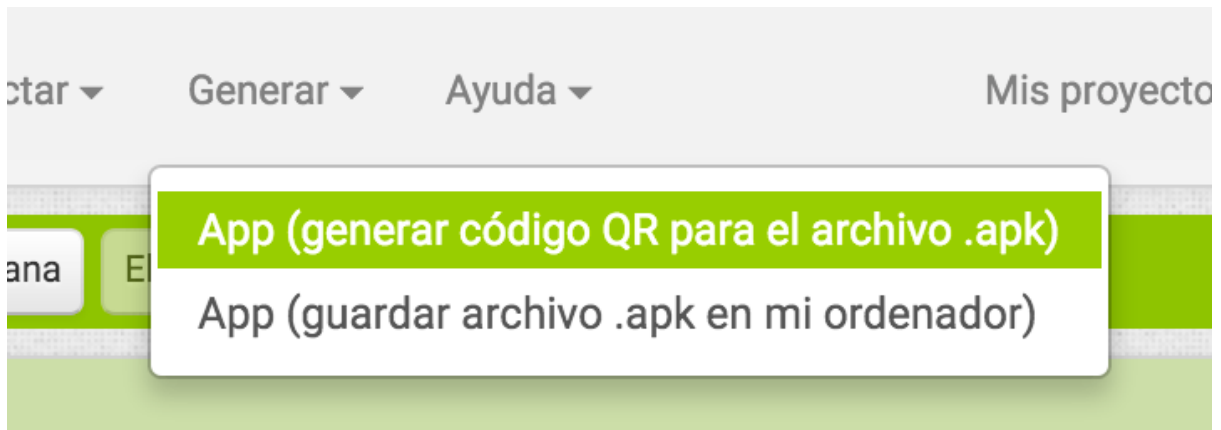 ctar Generar Ayuda Mis proyecto
App (generar código QR para el archivo .apk)
ana El
App (guardar archivo .apk en mi ordenador)